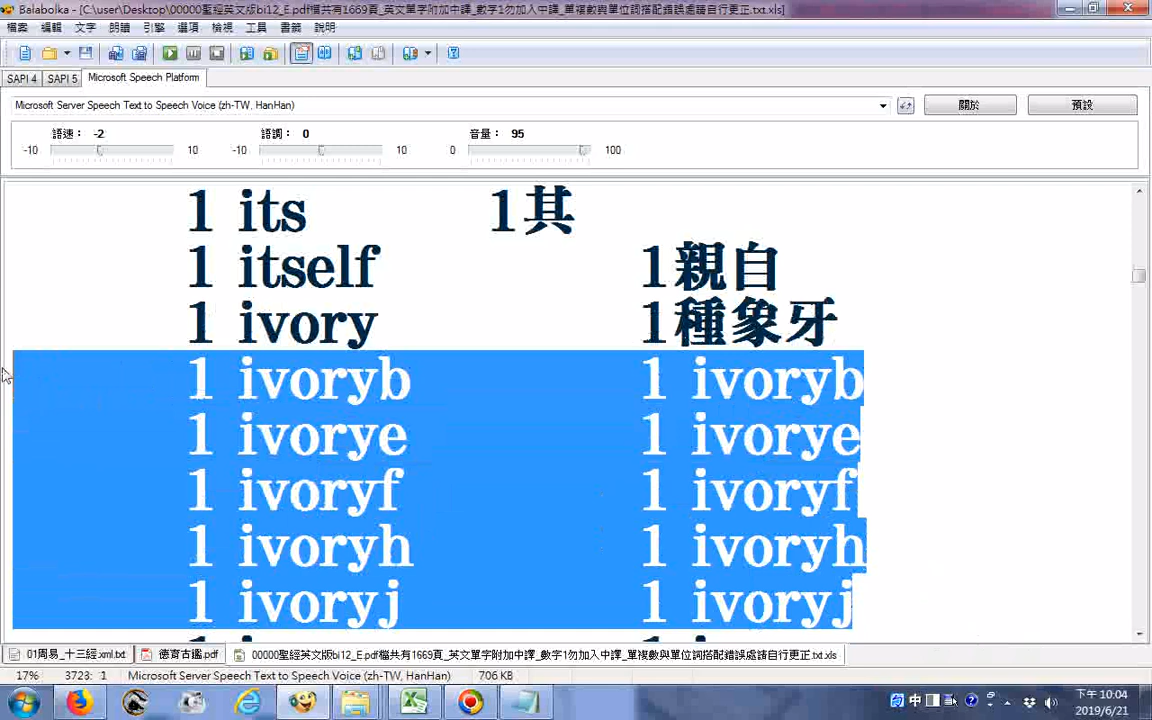 Balabolka - [C:\user\Desktop\00000聖經英文版bi12_E.pdf檔共有1669頁_英文單字附加中譯_數字1勿加入中譯_單複數與單位詞搭配錯誤處請自行更正.txt.xls]
檔案 編輯 文字 朗讀 引擎 選項 檢視 工具 書籤 說明
SAPI 4 SAPI 5 Microsoft Speech Platform
Microsoft Server Speech Text to Speech Voice (zh-TW, HanHan) 關於 預設
語速： -2 語調： 0 音量： 95
-10 10 -10 10 0 100
1 its 1其
1 itself 1親自
1 ivory 1種象牙
1 ivoryb 1 ivoryb
1 ivorye 1 ivorye
1 ivoryf 1 ivoryf
1 ivoryh 1 ivoryh
1 ivoryj 1 ivoryj
01周易_十三經.xml.txt 德育古鑑.pdf 00000聖經英文版bi12_E.pdf檔共有1669頁_英文單字附加中譯_數字1勿加入中譯_單複數與單位詞搭配錯誤處請自行更正.txt.xls
17% 3723: 1 Microsoft Server Speech Text to Speech Voice (zh-TW, HanHan) 706 KB
中 下午 10:04
2019/6/21